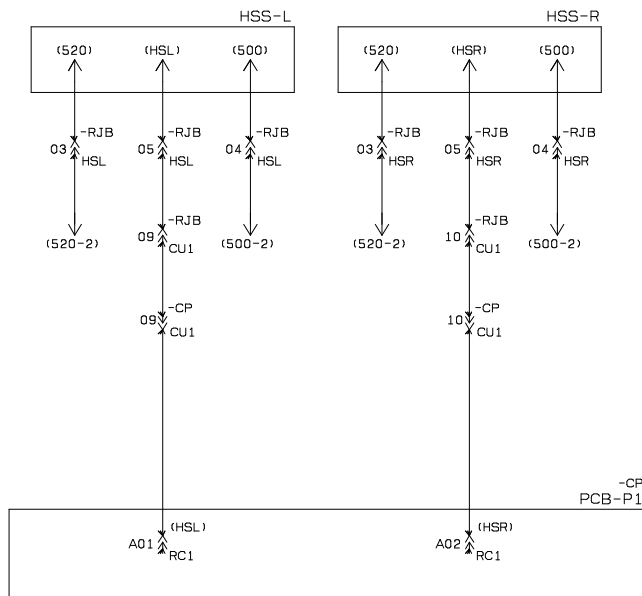 HSS-L HSS-R
(520) (HSL) (500) (520) (HSR) (500)
-RJB -RJB -RJB -RJB -RJB -RJB
03 05 04 03 05 04
HSL HSL HSL HSR HSR HSR
-RJB -RJB
09 10
(520-2) CU1 (500-2) (520-2) CU1 (500-2)
-CP -CP
09 10
CU1 CU1
-CP
PCB-P1
(HSL) (HSR)
A01 A02
RC1 RC1